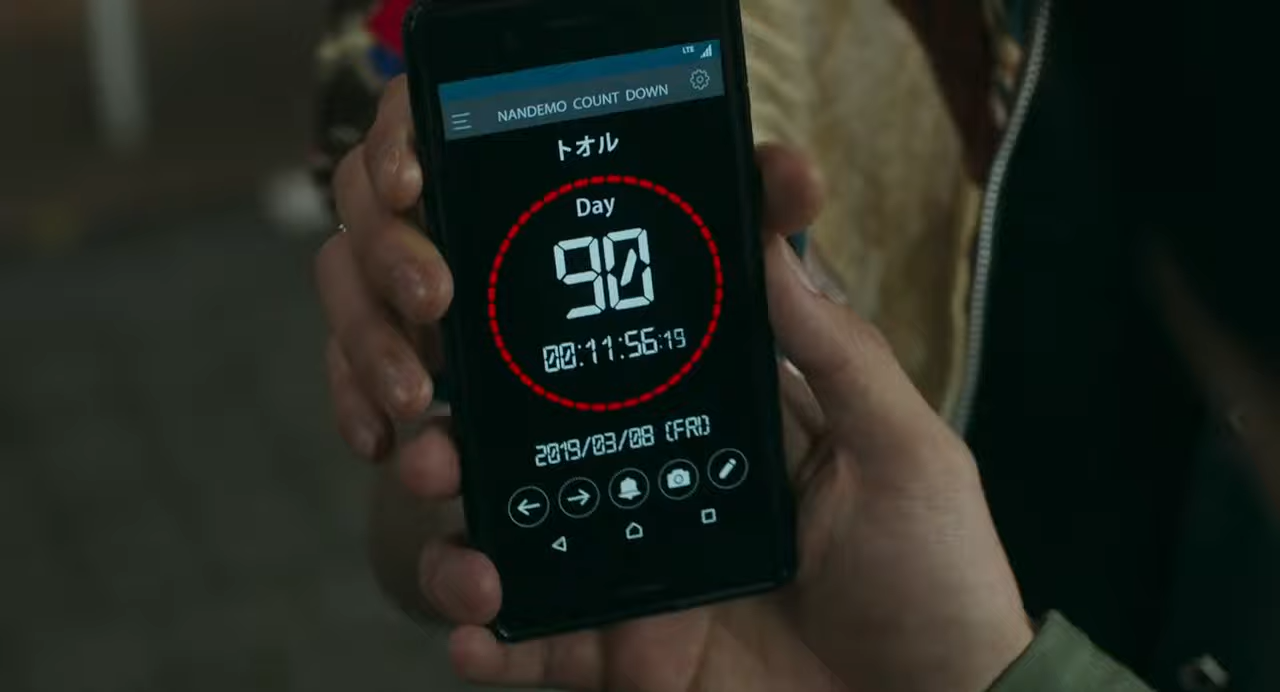 LTE
NANDEMO COUNT DOWN
トオル
Day
90
00:11:56:19
2019/03/08 (FRI)